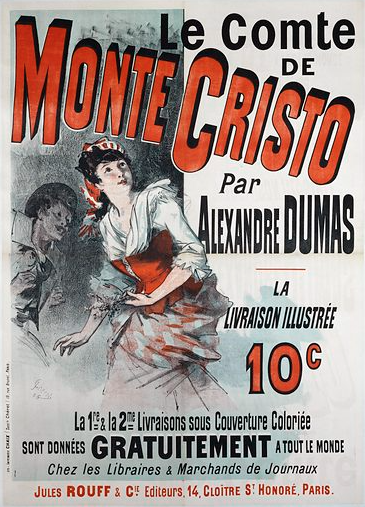 Le Comte
DE
MONTE CRISTO
Par
ALEXANDRE DUMAS
LA
LIVRAISON ILLUSTRÉE
10c
La 1re & la 2me Livraisons sous Couverture Coloriée
SONT DONNÉES GRATUITEMENT A TOUT LE MONDE
Chez les Libraires & Marchands de Journaux
JULES ROUFF & CIE Editeurs, 14, CLOÎTRE ST HONORÉ, PARIS.